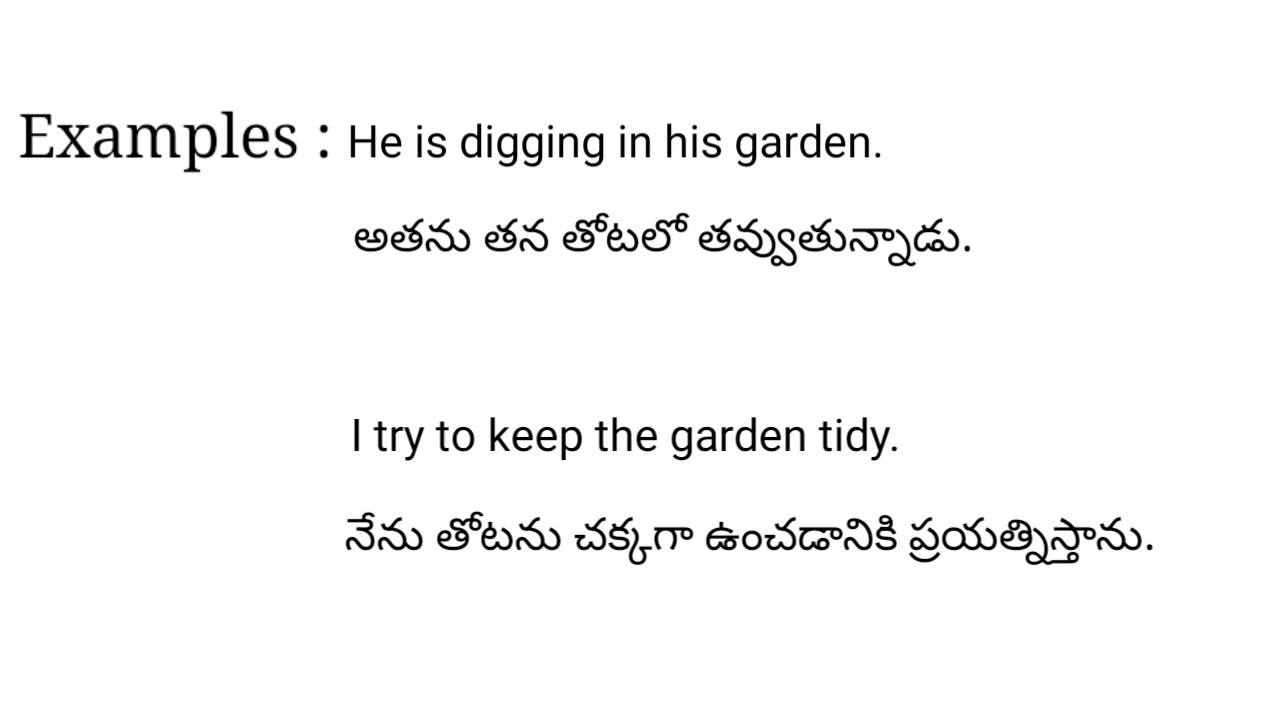 Examples : He is digging in his garden.
అతను తన తోటలో తవ్వుతున్నాడు.
I try to keep the garden tidy.
నేను తోటను చక్కగా ఉంచడానికి ప్రయత్నిస్తాను.